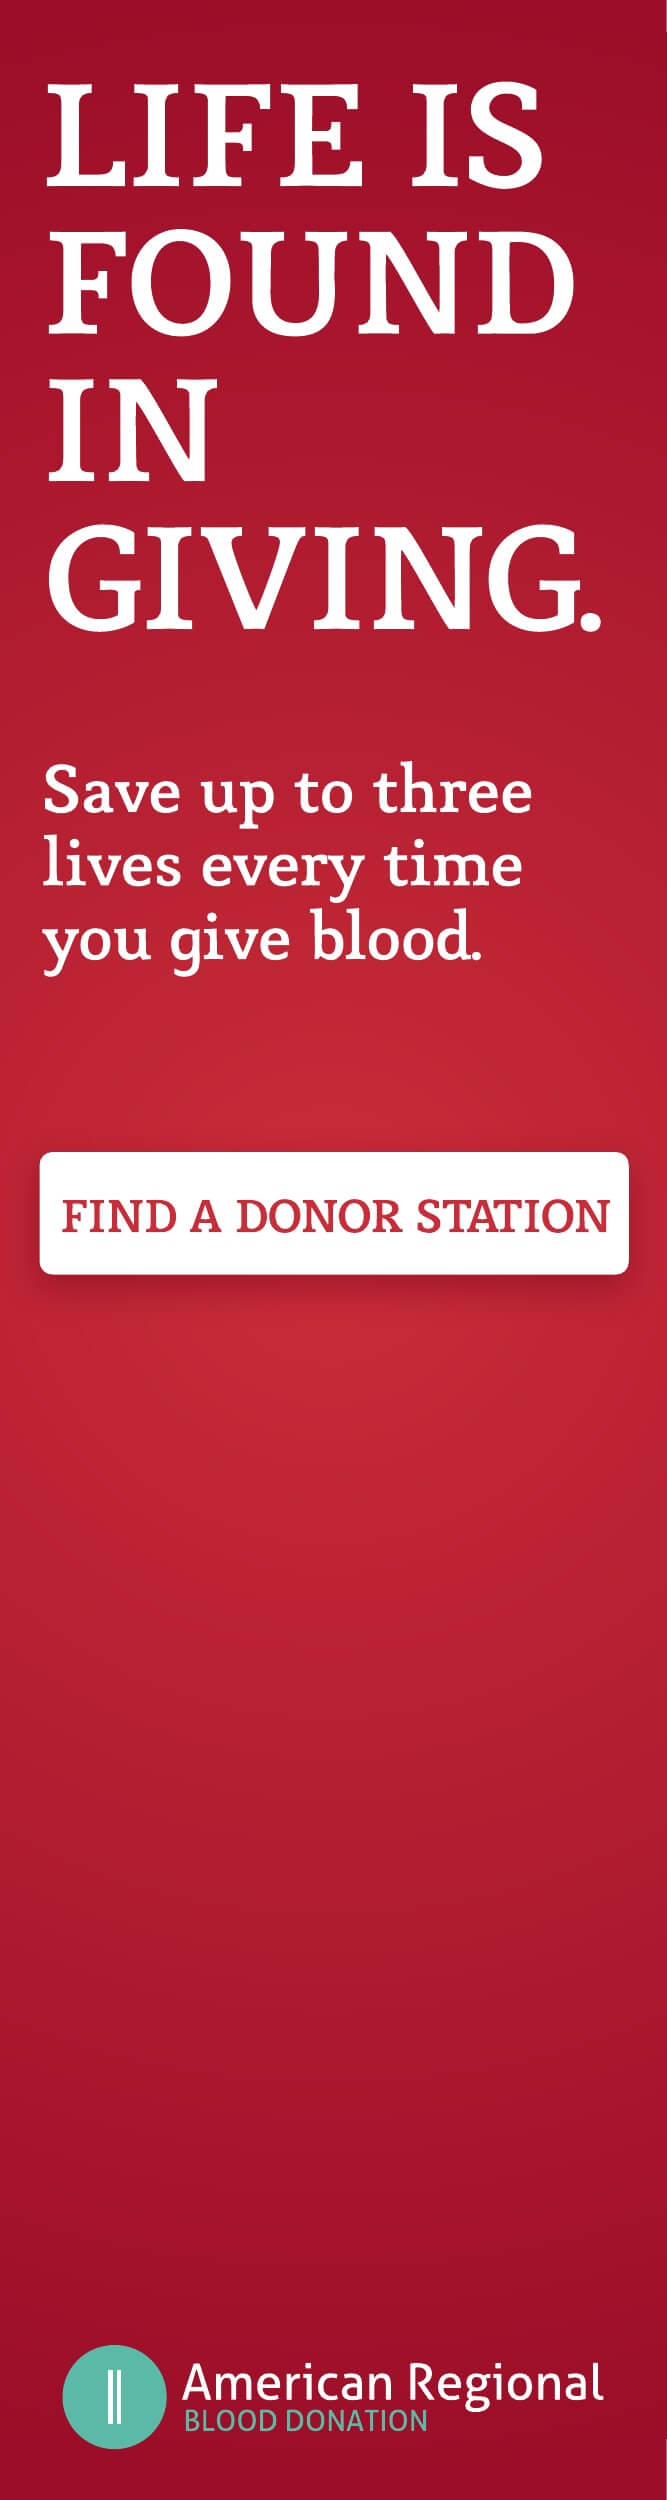 LIFE IS
FOUND
IN
GIVING.
Save up to three
lives every time
you give blood.
FIND A DONOR STATION
American Regional
BLOOD DONATION